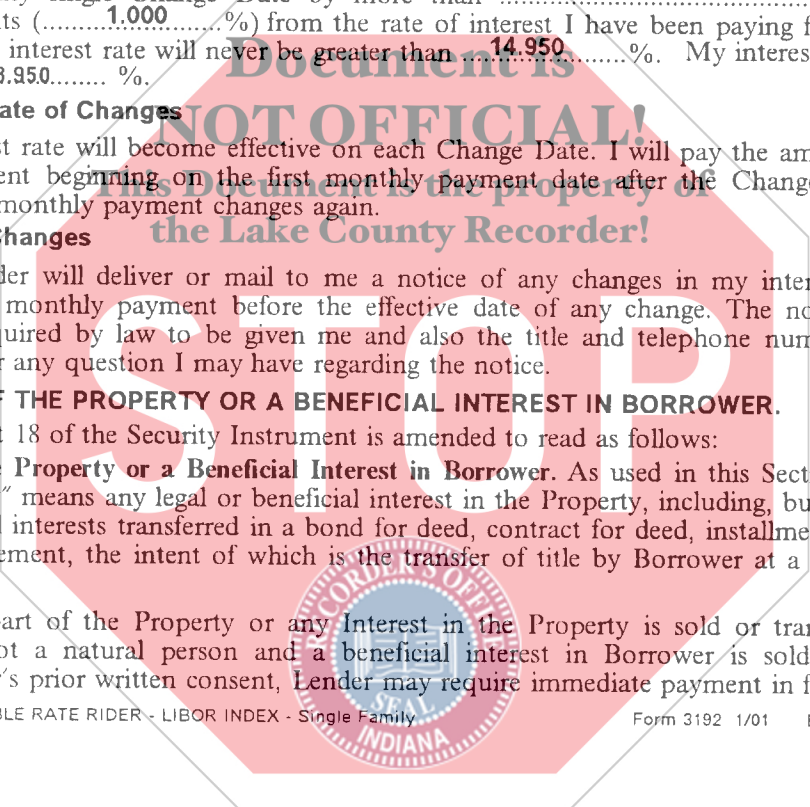 ts (..........1.000..........%) from the rate of interest I have been paying f
interest rate will never be greater than ......14.950..........%. My interes
8.950........ %.
Document is
ate of Changes
NOT OFFICIAL!
st rate will become effective on each Change Date. I will pay the am
ent beginning on the first monthly payment date after the Change
This Document is the property of
monthly payment changes again.
the Lake County Recorder!
Changes
der will deliver or mail to me a notice of any changes in my inter
monthly payment before the effective date of any change. The no
quired by law to be given me and also the title and telephone num
r any question I may have regarding the notice.
STOP
F THE PROPERTY OR A BENEFICIAL INTEREST IN BORROWER.
t 18 of the Security Instrument is amended to read as follows:
e Property or a Beneficial Interest in Borrower. As used in this Sect
" means any legal or beneficial interest in the Property, including, bu
l interests transferred in a bond for deed, contract for deed, installme
ement, the intent of which is the transfer of title by Borrower at a
art of the Property or any Interest in the Property is sold or tran
ot a natural person and a beneficial interest in Borrower is sold
r's prior written consent, Lender may require immediate payment in f
RECORDER'S OFFICE
SEAL
INDIANA
BLE RATE RIDER - LIBOR INDEX - Single Family Form 3192 1/01